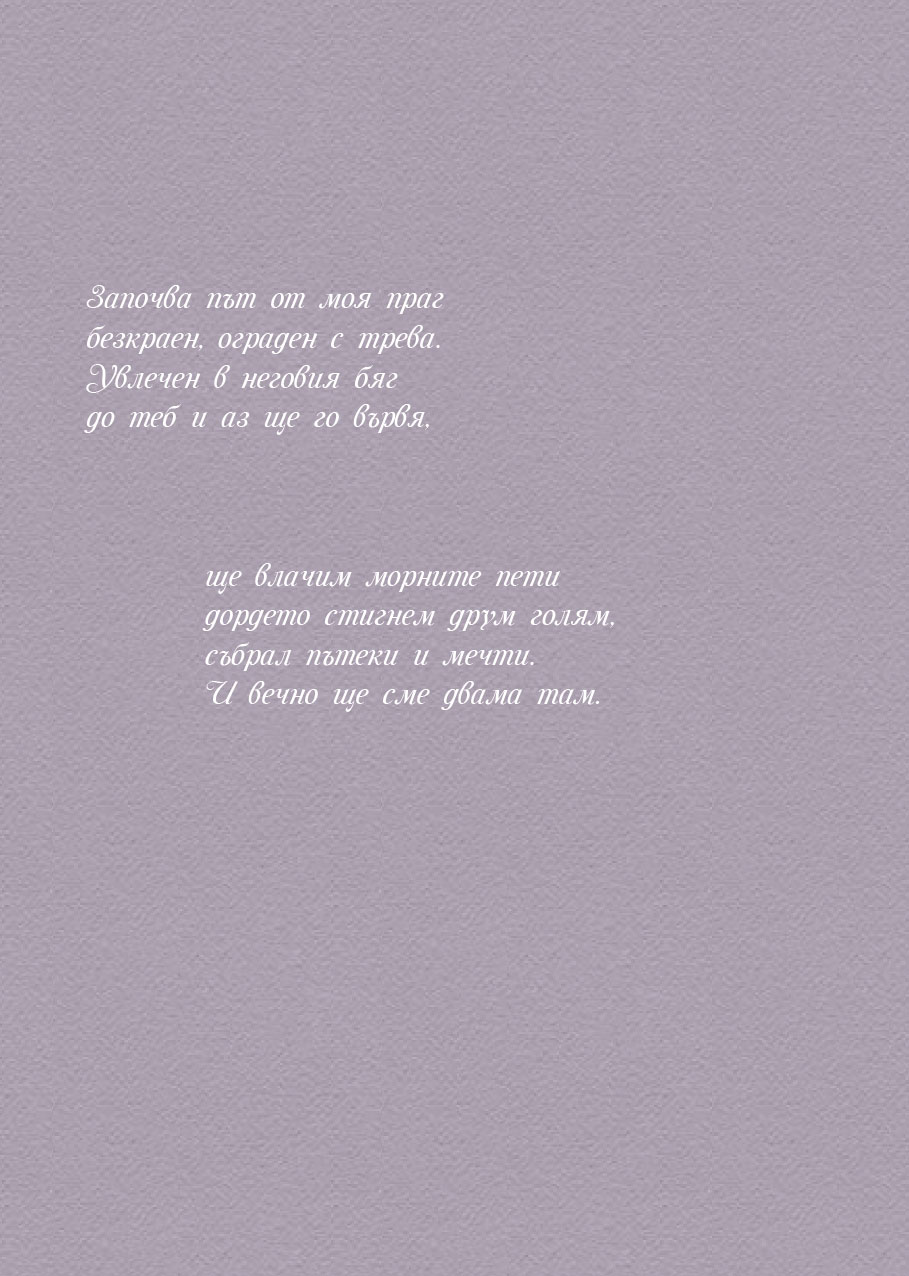 Започва път от моя праг
безкраен, ограден с трева.
Увлечен в неговия бяг
до теб и аз ще го вървя,
ще влачим морните пети
дордето стигнем друм голям,
събрал пътеки и мечти.
И вечно ще сме двама там.